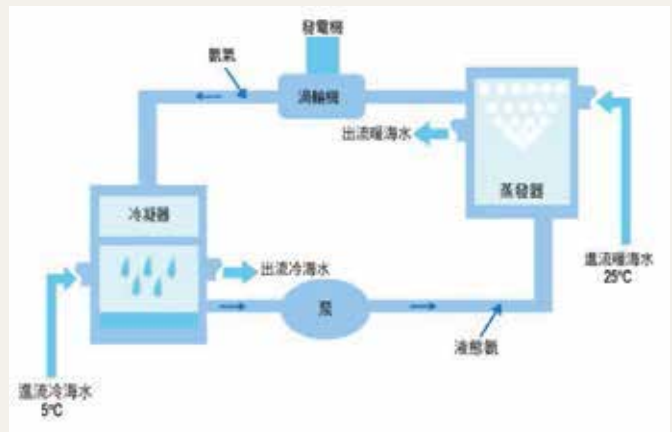 發電機
氨氣
渦輪機
出流暖海水
蒸發器
冷凝器
進流暖海水
25°C
出流冷海水
泵
液態氨
進流冷海水
5°C